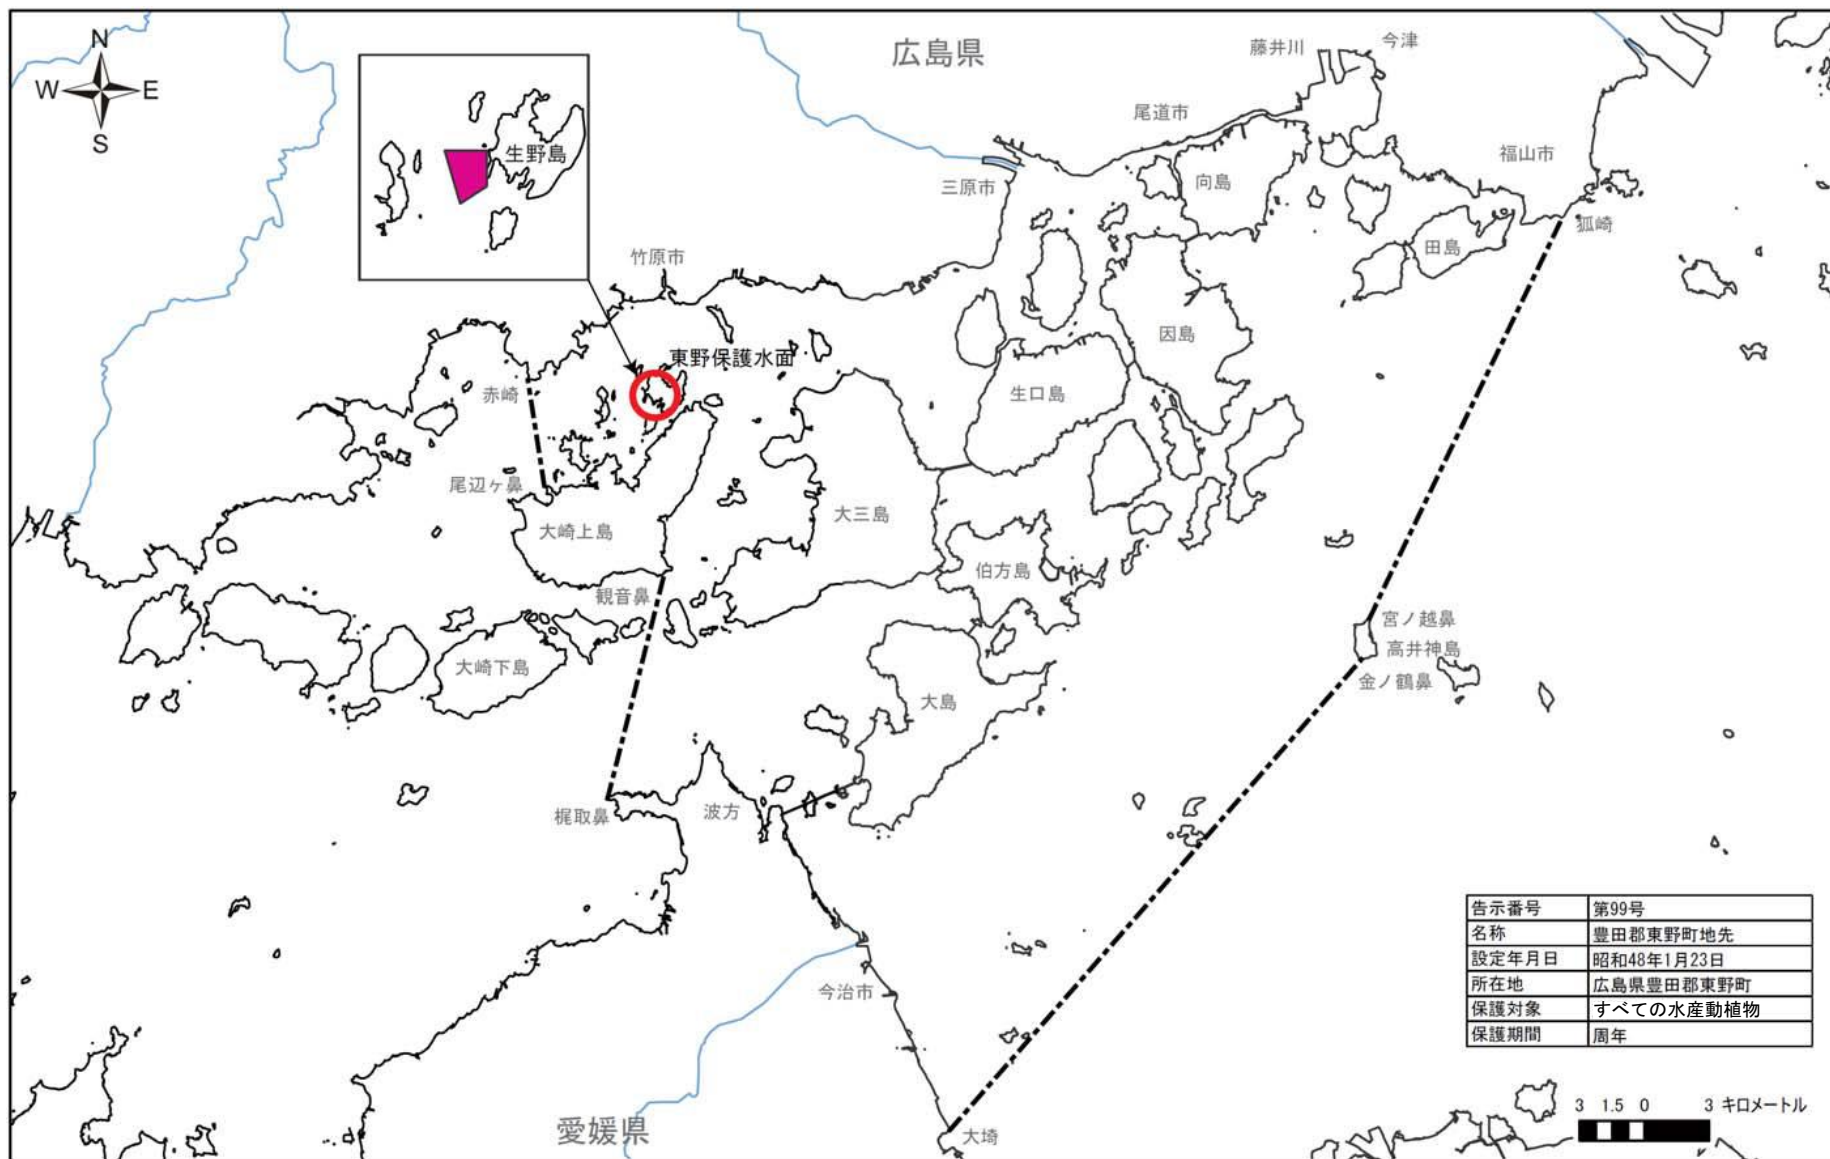 N
W E
S
広島県
藤井川
今津
尾道市
生野島
福山市
三原市
向島
狐崎
田島
竹原市
因島
東野保護水面
赤崎
生口島
尾辺ヶ鼻
大三島
大崎上島
伯方島
観音鼻
宮ノ越鼻
高井神島
大崎下島
金ノ鶴鼻
大島
梶取鼻
波方
告示番号 第99号
名称 豊田郡東野町地先
設定年月日 昭和48年1月23日
所在地 広島県豊田郡東野町
保護対象 すべての水産動植物
保護期間 周年
今治市
愛媛県
大埼
3 1.5 0 3 キロメートル